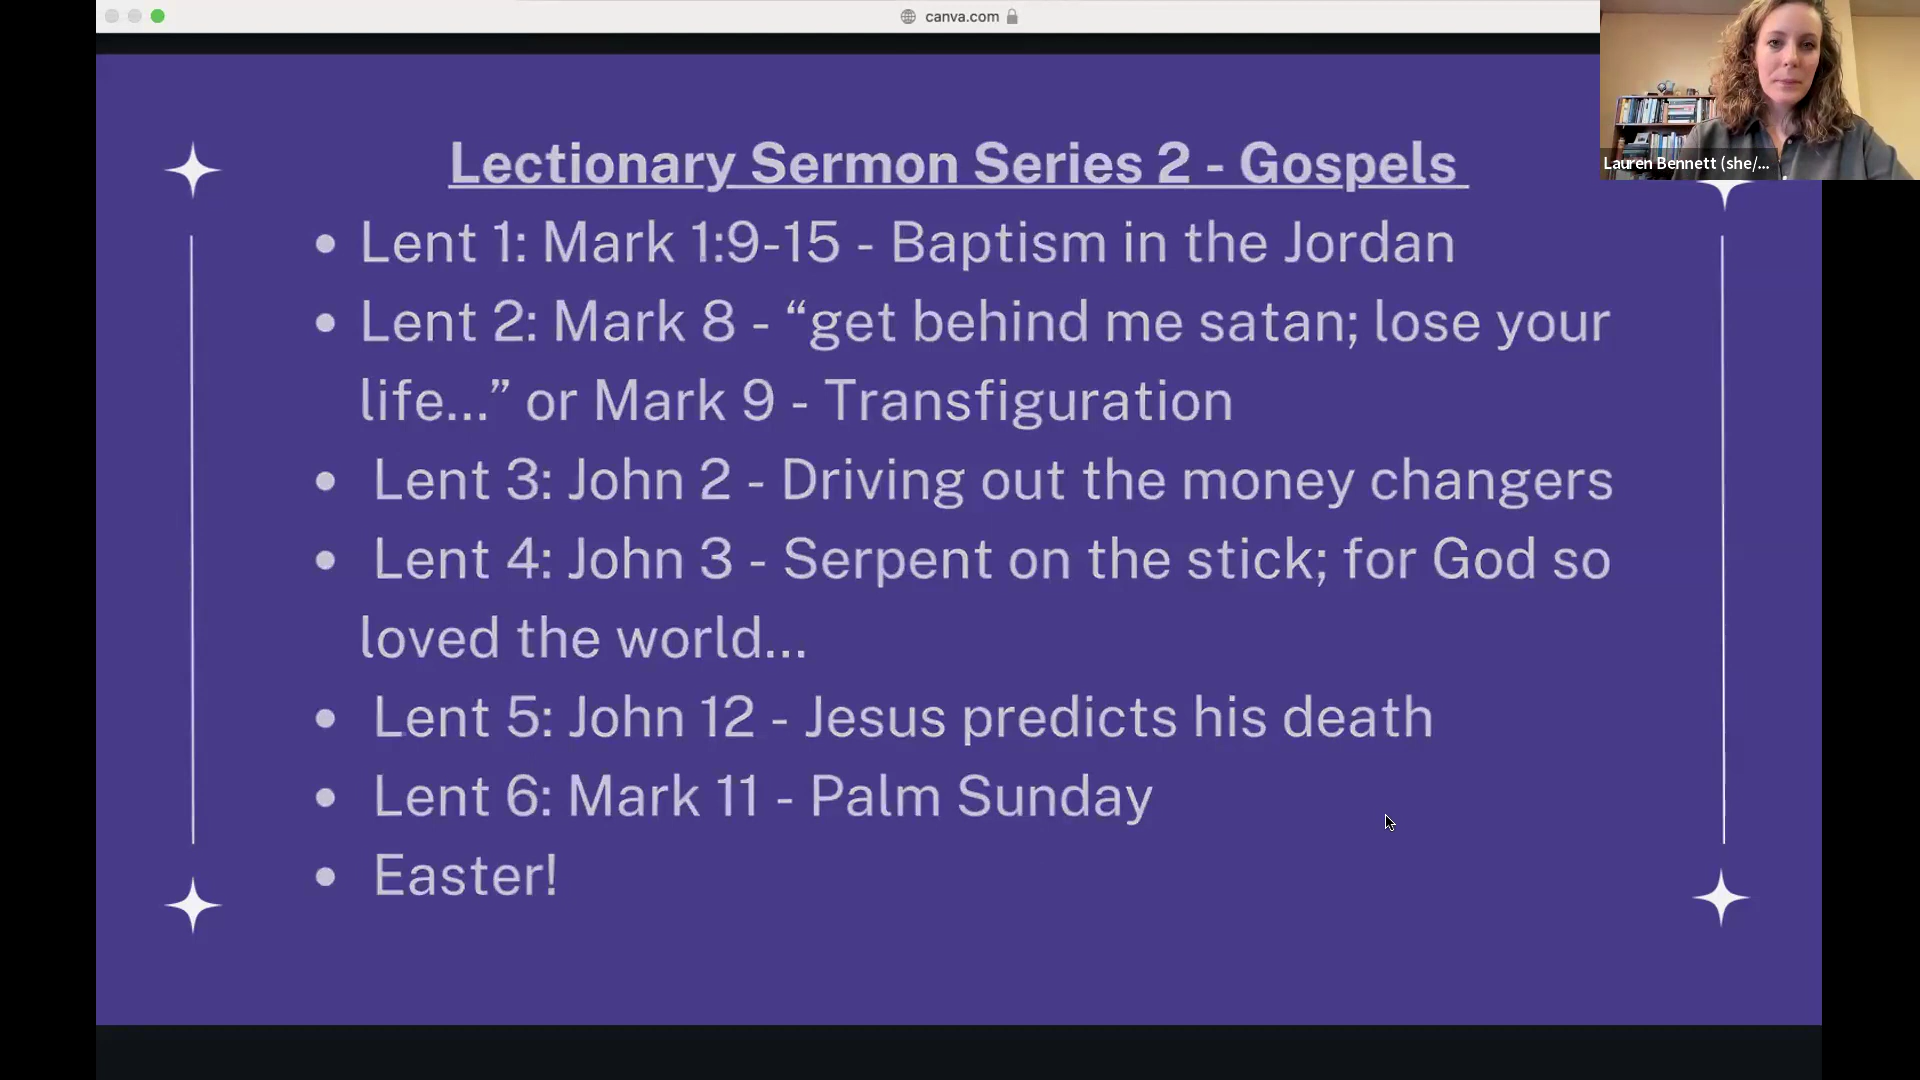 canva.com
Lauren Bennett (she/...
Lectionary Sermon Series 2 - Gospels
• Lent 1: Mark 1:9-15 - Baptism in the Jordan
• Lent 2: Mark 8 - “get behind me satan; lose your
life...” or Mark 9 - Transfiguration
• Lent 3: John 2 - Driving out the money changers
• Lent 4: John 3 - Serpent on the stick; for God so
loved the world...
• Lent 5: John 12 - Jesus predicts his death
• Lent 6: Mark 11 - Palm Sunday
• Easter!